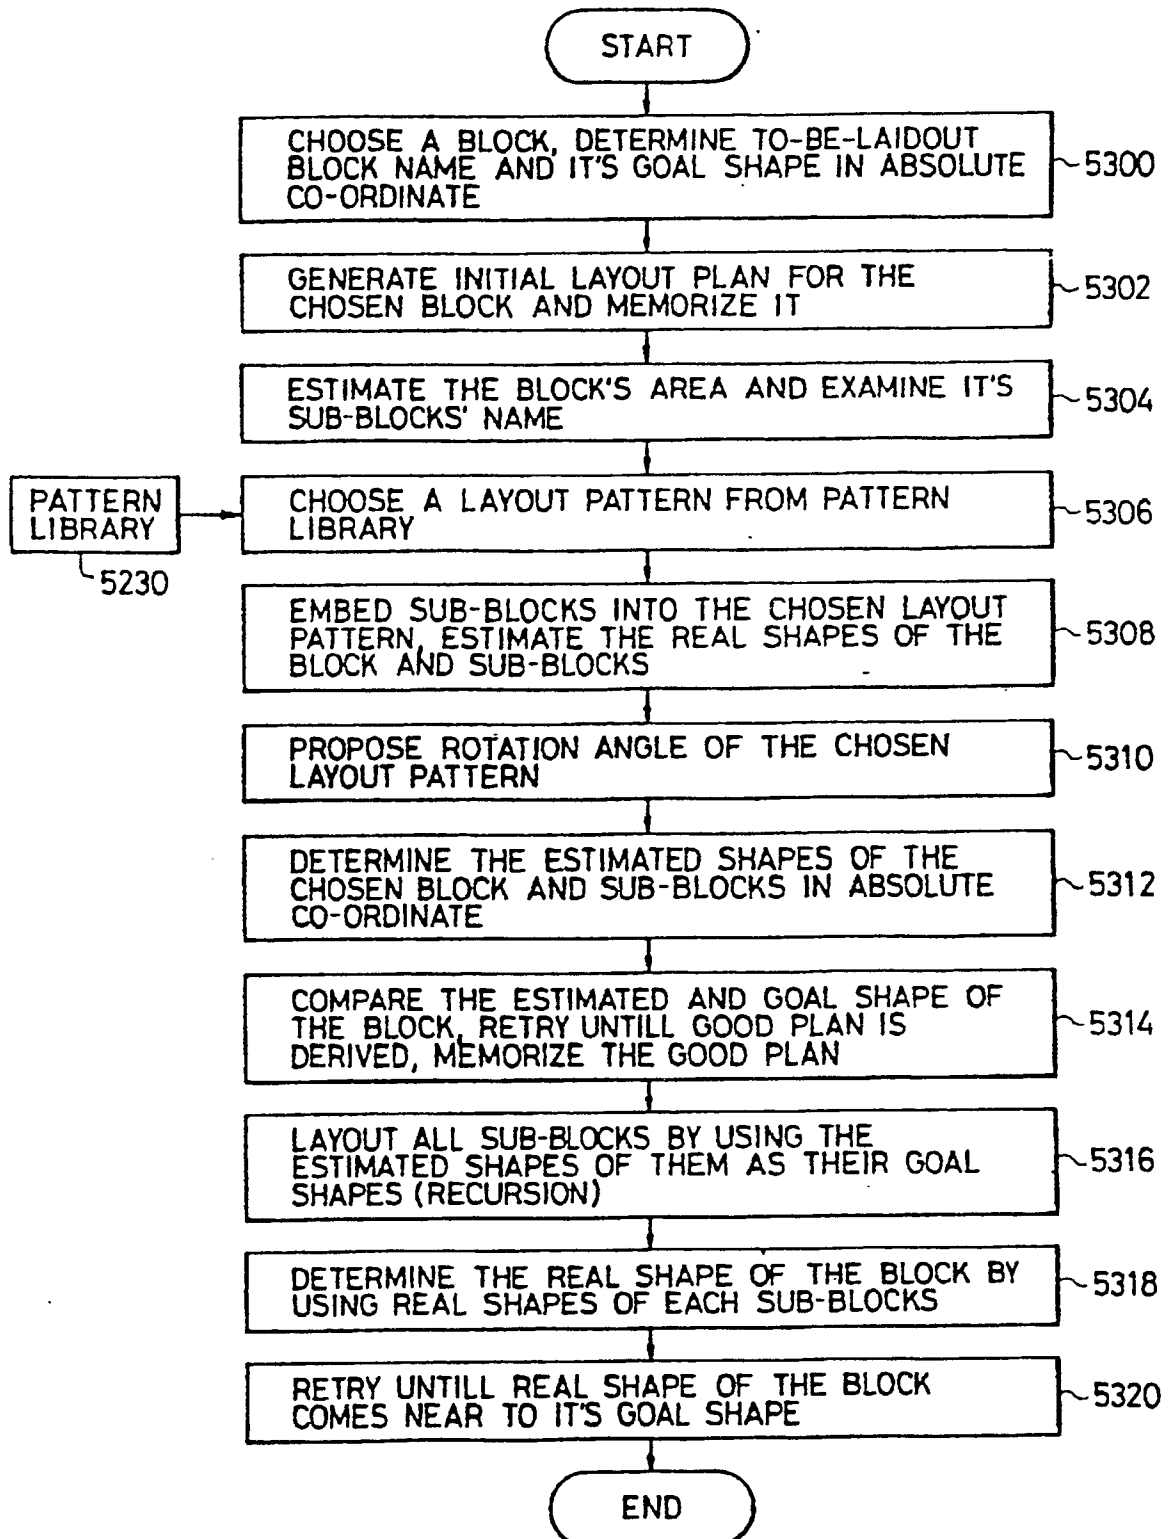 START
CHOOSE A BLOCK, DETERMINE TO-BE-LAIDOUT
BLOCK NAME AND IT'S GOAL SHAPE IN ABSOLUTE
CO-ORDINATE
5300
GENERATE INITIAL LAYOUT PLAN FOR THE
CHOSEN BLOCK AND MEMORIZE IT
5302
ESTIMATE THE BLOCK'S AREA AND EXAMINE IT'S
SUB-BLOCKS' NAME
5304
PATTERN
LIBRARY
5230
CHOOSE A LAYOUT PATTERN FROM PATTERN
LIBRARY
5306
EMBED SUB-BLOCKS INTO THE CHOSEN LAYOUT
PATTERN, ESTIMATE THE REAL SHAPES OF THE
BLOCK AND SUB-BLOCKS
5308
PROPOSE ROTATION ANGLE OF THE CHOSEN
LAYOUT PATTERN
5310
DETERMINE THE ESTIMATED SHAPES OF THE
CHOSEN BLOCK AND SUB-BLOCKS IN ABSOLUTE
CO-ORDINATE
5312
COMPARE THE ESTIMATED AND GOAL SHAPE OF
THE BLOCK, RETRY UNTILL GOOD PLAN IS
DERIVED, MEMORIZE THE GOOD PLAN
5314
LAYOUT ALL SUB-BLOCKS BY USING THE
ESTIMATED SHAPES OF THEM AS THEIR GOAL
SHAPES (RECURSION)
5316
DETERMINE THE REAL SHAPE OF THE BLOCK BY
USING REAL SHAPES OF EACH SUB-BLOCKS
5318
RETRY UNTILL REAL SHAPE OF THE BLOCK
COMES NEAR TO IT'S GOAL SHAPE
5320
END